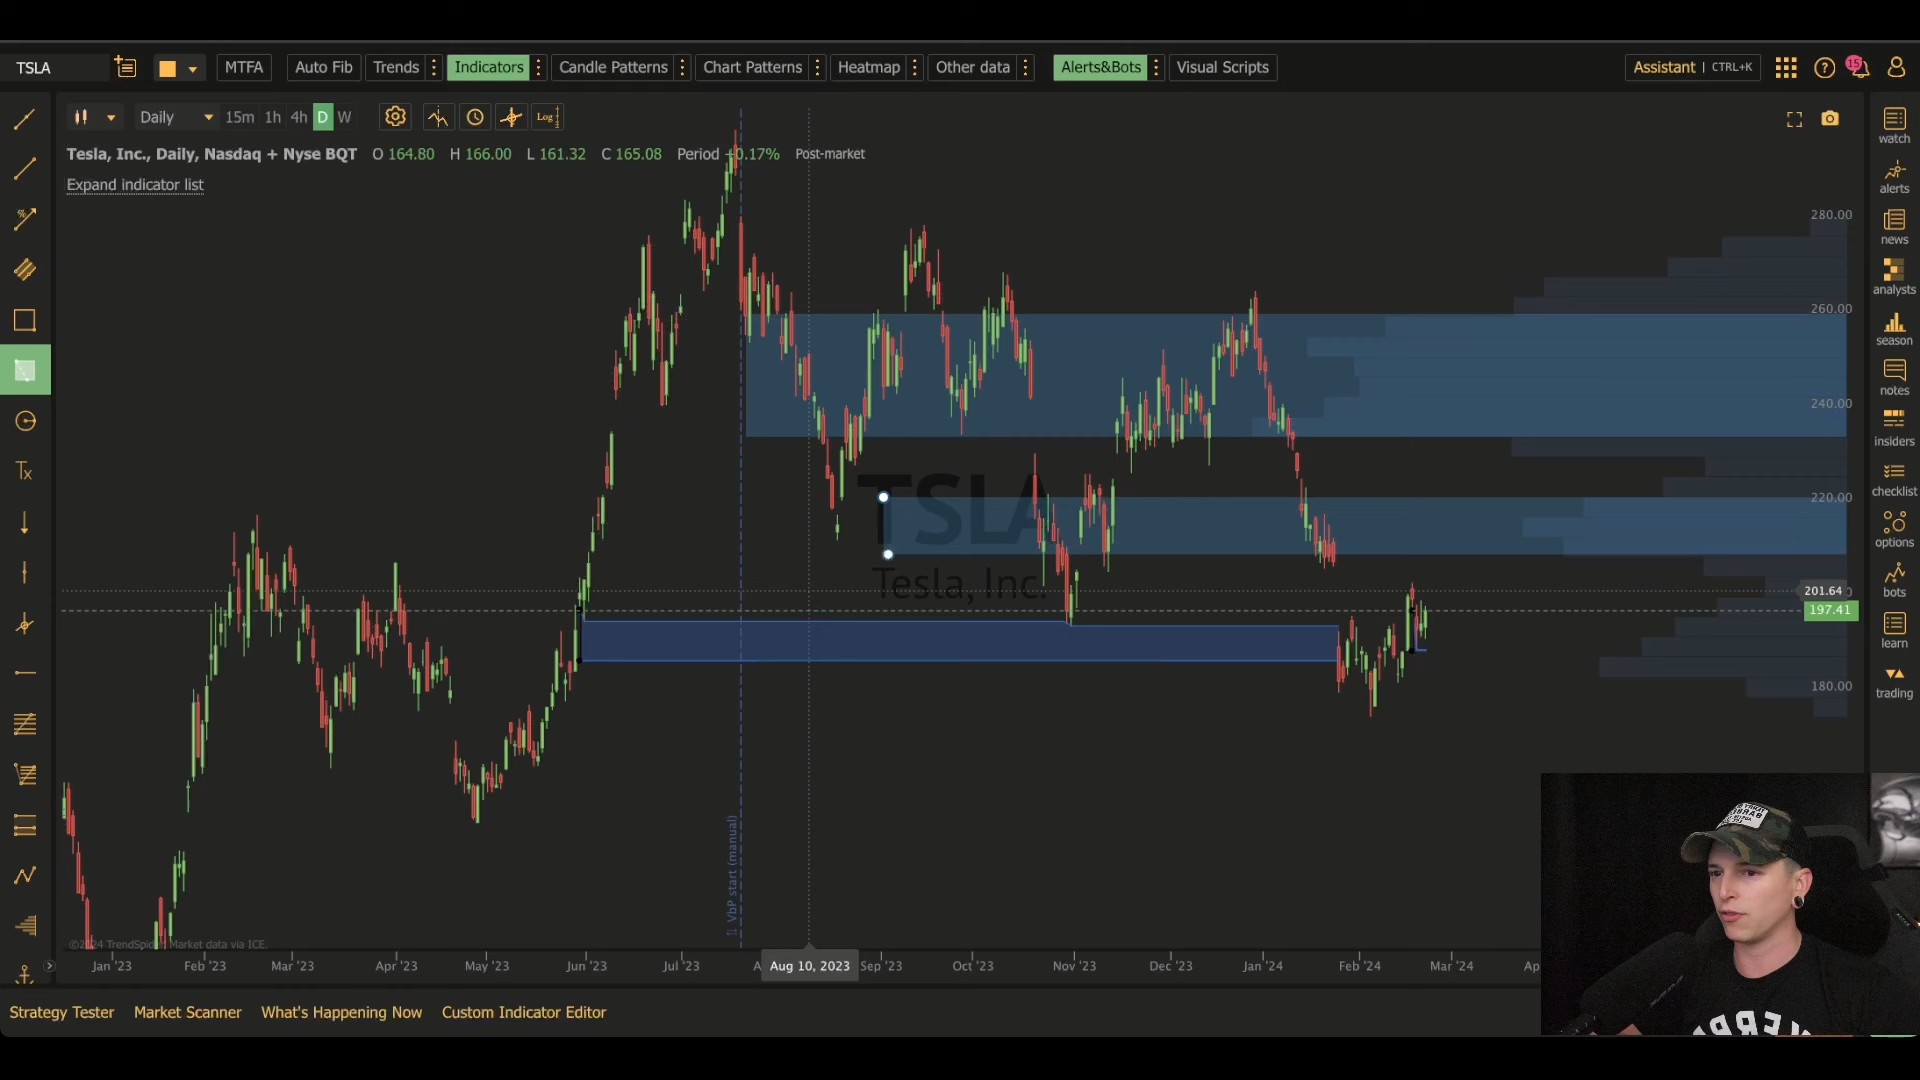 TSLA
MTFA
Auto Fib
Trends
Indicators
Candle Patterns
Chart Patterns
Heatmap
Other data
Alerts&Bots
Visual Scripts
Assistant | CTRL+K
15
Daily
15m
1h
4h
D
W
Log
Tesla, Inc., Daily, Nasdaq + Nyse BQT O 164.80 H 166.00 L 161.32 C 165.08 Period +0.17% Post-market
Expand indicator list
TSLA
Tesla, Inc.
VbP start (manual)
280.00
260.00
240.00
220.00
201.64
197.41
180.00
©2024 TrendSpider Market data via ICE.
Jan '23
Feb '23
Mar '23
Apr '23
May '23
Jun '23
Jul '23
Aug 10, 2023
Sep '23
Oct '23
Nov '23
Dec '23
Jan '24
Feb '24
Mar '24
watch
alerts
news
analysts
season
notes
insiders
checklist
options
bots
learn
trading
Tx
%
Strategy Tester
Market Scanner
What's Happening Now
Custom Indicator Editor